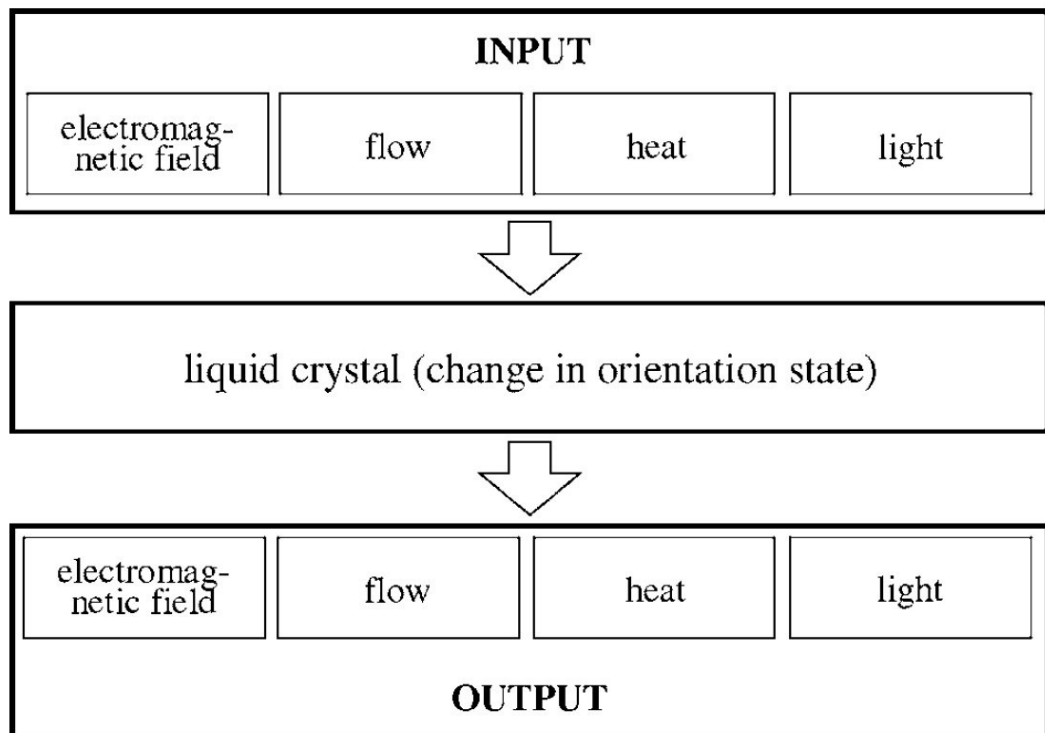 INPUT
electromag-
netic field
flow
heat
light
liquid crystal (change in orientation state)
electromag-
netic field
flow
heat
light
OUTPUT